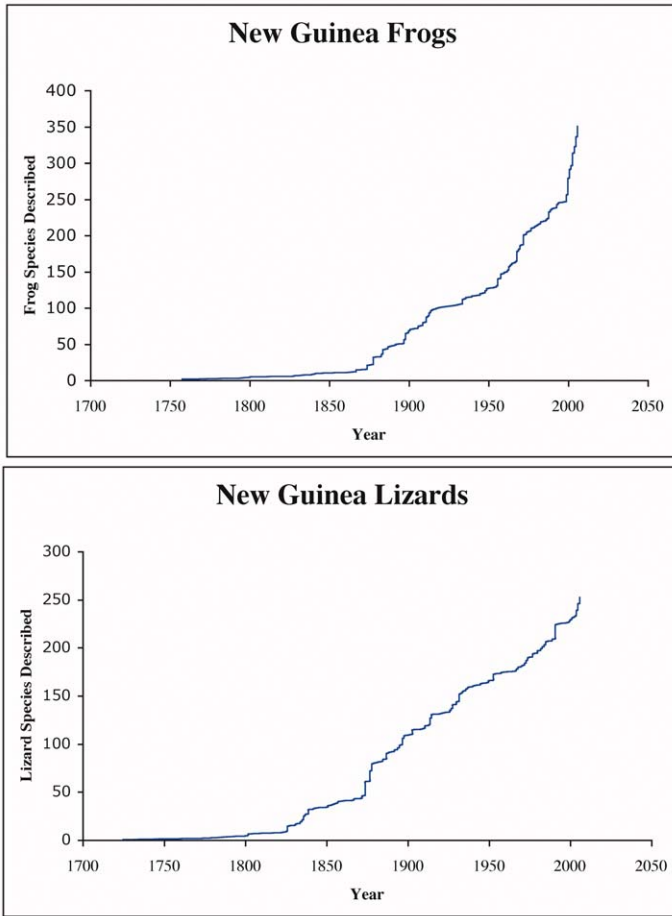 New Guinea Frogs
400
350
300
250
200
150
100
50
0
Frog Species Described
1700 1750 1800 1850 1900 1950 2000 2050
Year
New Guinea Lizards
300
250
200
150
100
50
0
Lizard Species Described
1700 1750 1800 1850 1900 1950 2000 2050
Year